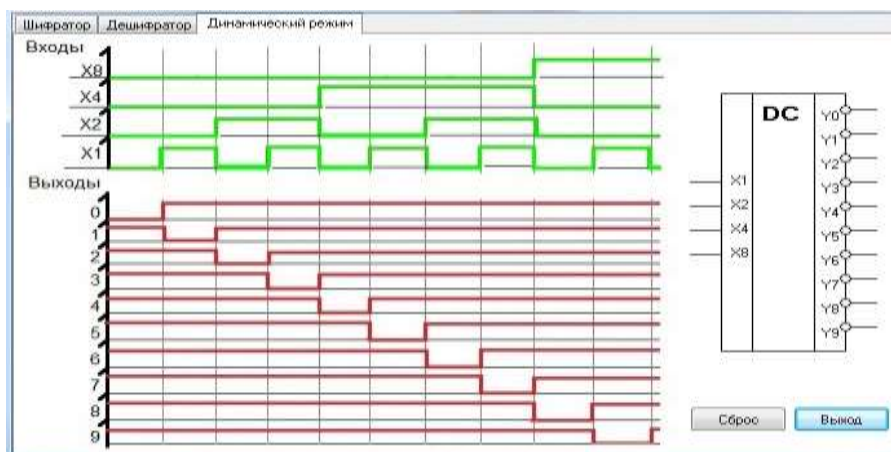 Шифратор Дешифратор Динамический режим
Входы
X8
X4
X2
X1
Выходы
0
1
2
3
4
5
6
7
8
9
DC
X1
X2
X4
X8
Y0
Y1
Y2
Y3
Y4
Y5
Y6
Y7
Y8
Y9
Сброс Выход